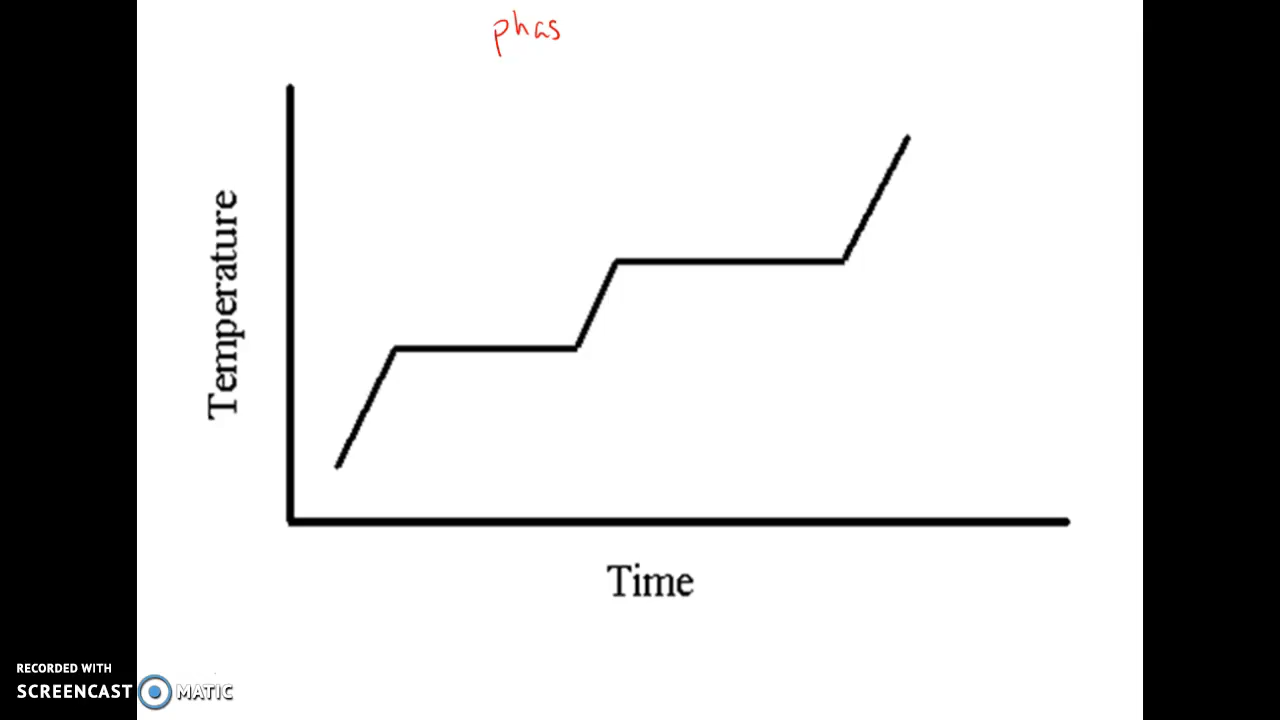 phas
Temperature
Time
RECORDED WITH
SCREENCAST MATIC